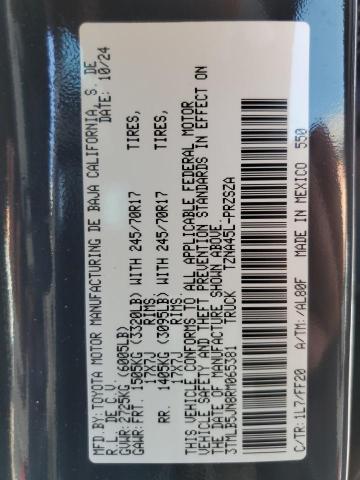 MFD.BY:TOYOTA MOTOR MANUFACTURING DE BAJA CALIFORNIA, S. DE
R.L.DE C.V. DATE: 10/24
GVWR: 2725KG (6005LB)
GAWR: FRT. 1505KG (3320LB) WITH 245/70R17 TIRES,
17X7J RIMS
RR. 1405KG (3095LB) WITH 245/70R17 TIRES,
17X7J RIMS
THIS VEHICLE CONFORMS TO ALL APPLICABLE FEDERAL MOTOR
VEHICLE SAFETY AND THEFT PREVENTION STANDARDS IN EFFECT ON
THE DATE OF MANUFACTURE SHOWN ABOVE.
3TMLB5JN8RM065381 TRUCK TZNA45L-PRZSZA
C/TR:1L7/FF20 A/TM:/AL80F MADE IN MEXICO 550